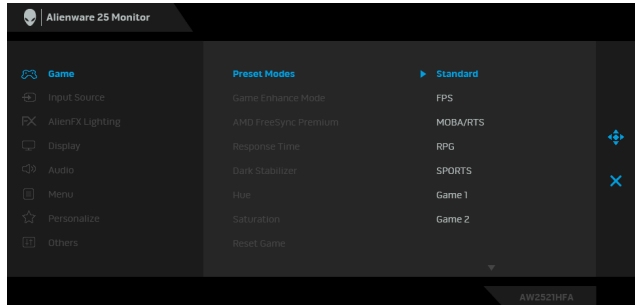 Alienware 25 Monitor
Game Preset Modes Standard
Input Source Game Enhance Mode FPS
AlienFX Lighting AMD FreeSync Premium MOBA/RTS
Display Response Time RPG
Audio Dark Stabilizer SPORTS
Menu Hue Game 1
Personalize Saturation Game 2
Others Reset Game
AW2521HFA